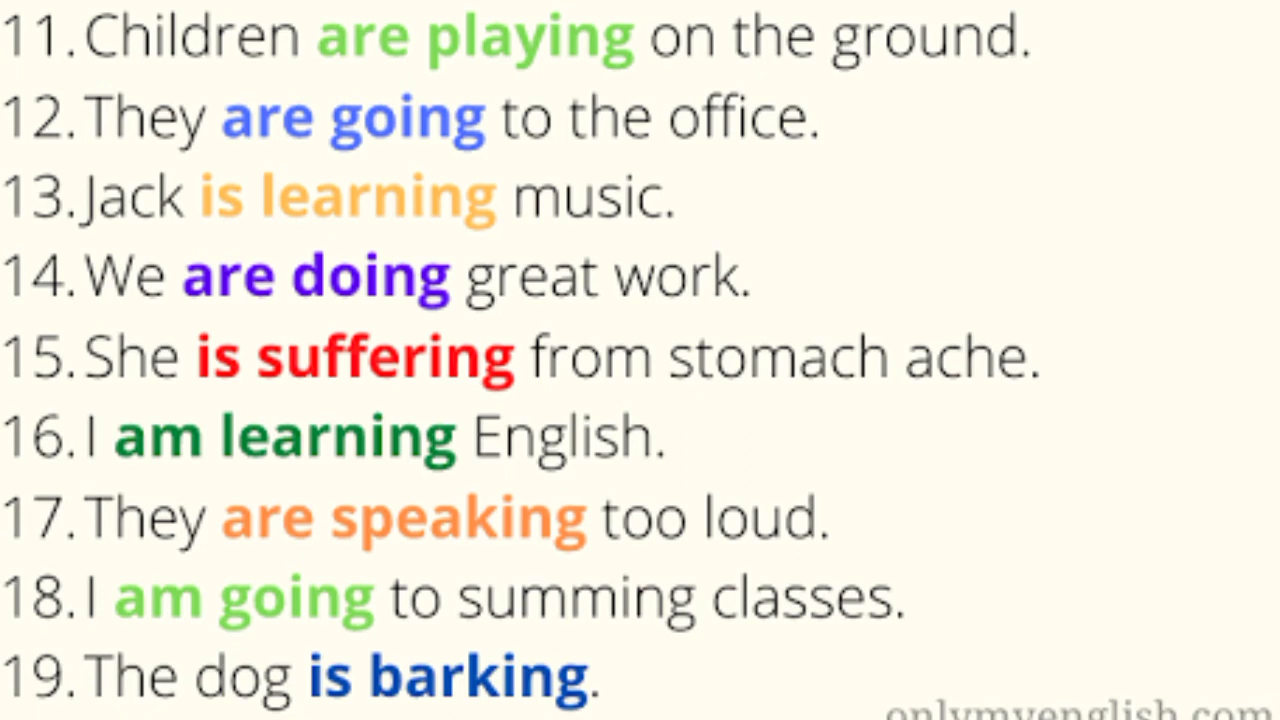 11. Children are playing on the ground.
12. They are going to the office.
13. Jack is learning music.
14. We are doing great work.
15. She is suffering from stomach ache.
16. I am learning English.
17. They are speaking too loud.
18. I am going to summing classes.
19. The dog is barking.
onlymyenglish.com